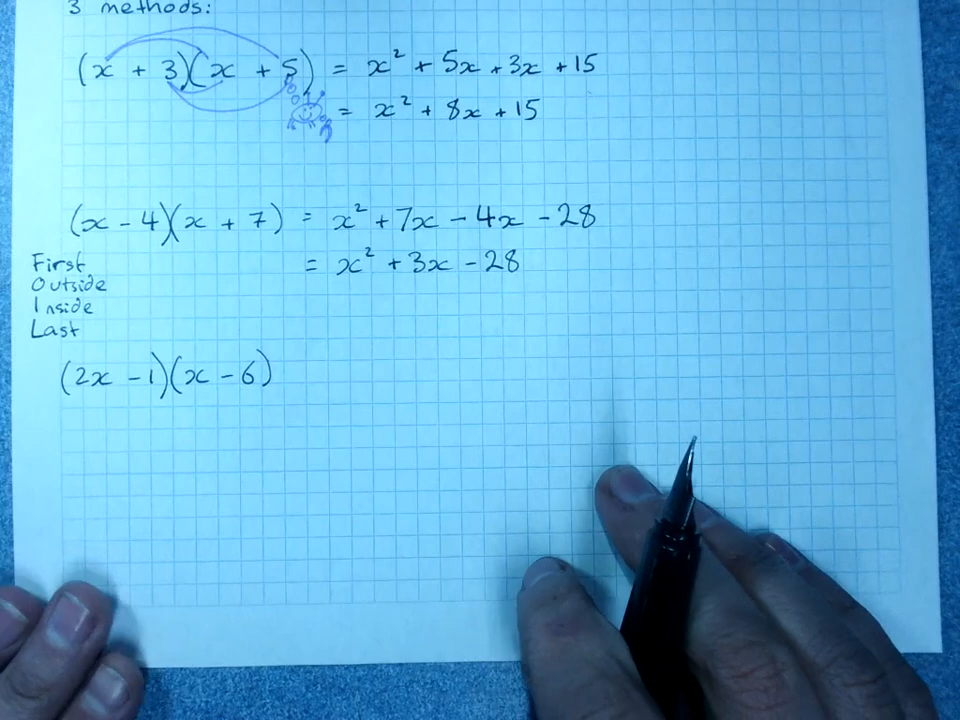 3 methods:
(x + 3)(x + 5) = x² + 5x + 3x + 15
= x² + 8x + 15
(x - 4)(x + 7) = x² + 7x - 4x - 28
= x² + 3x - 28
First
Outside
Inside
Last
(2x - 1)(x - 6)